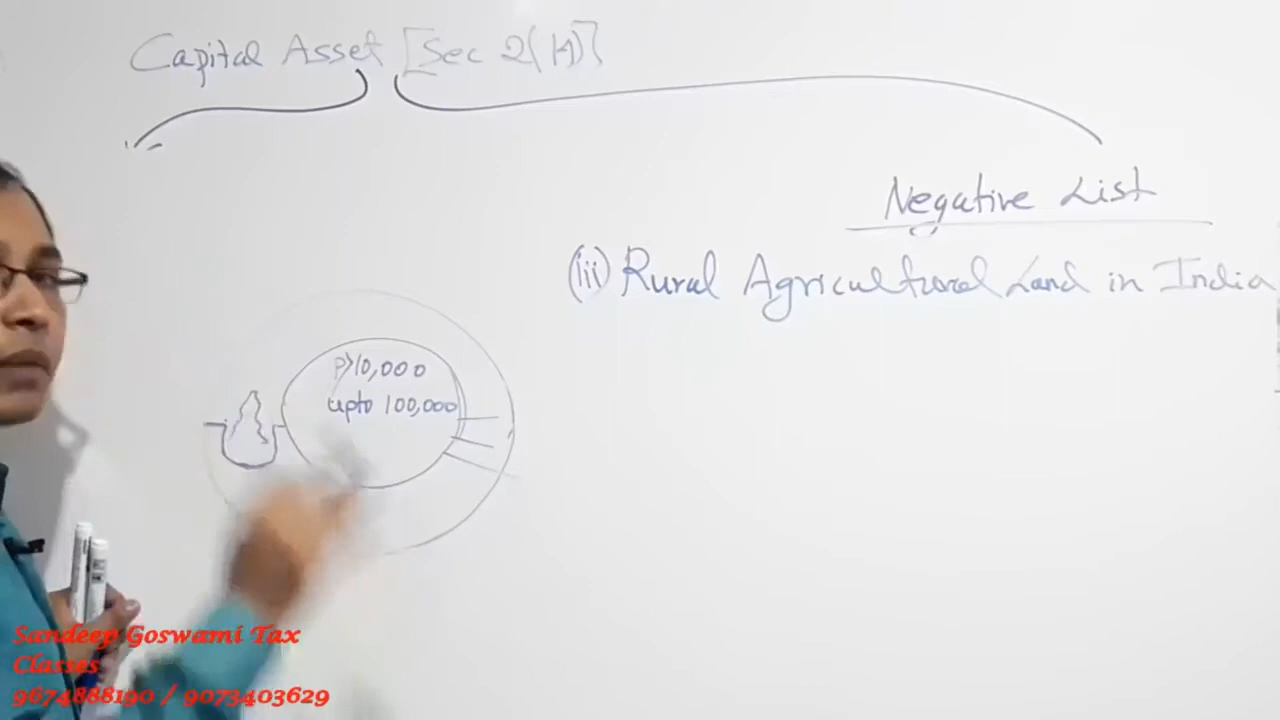 Capital Asset [Sec 2(14)]
Negative List
(iii) Rural Agricultural Land in India
P>10,000
upto 100,000
Sandeep Goswami Tax
Classes
9674888190 / 9073403629